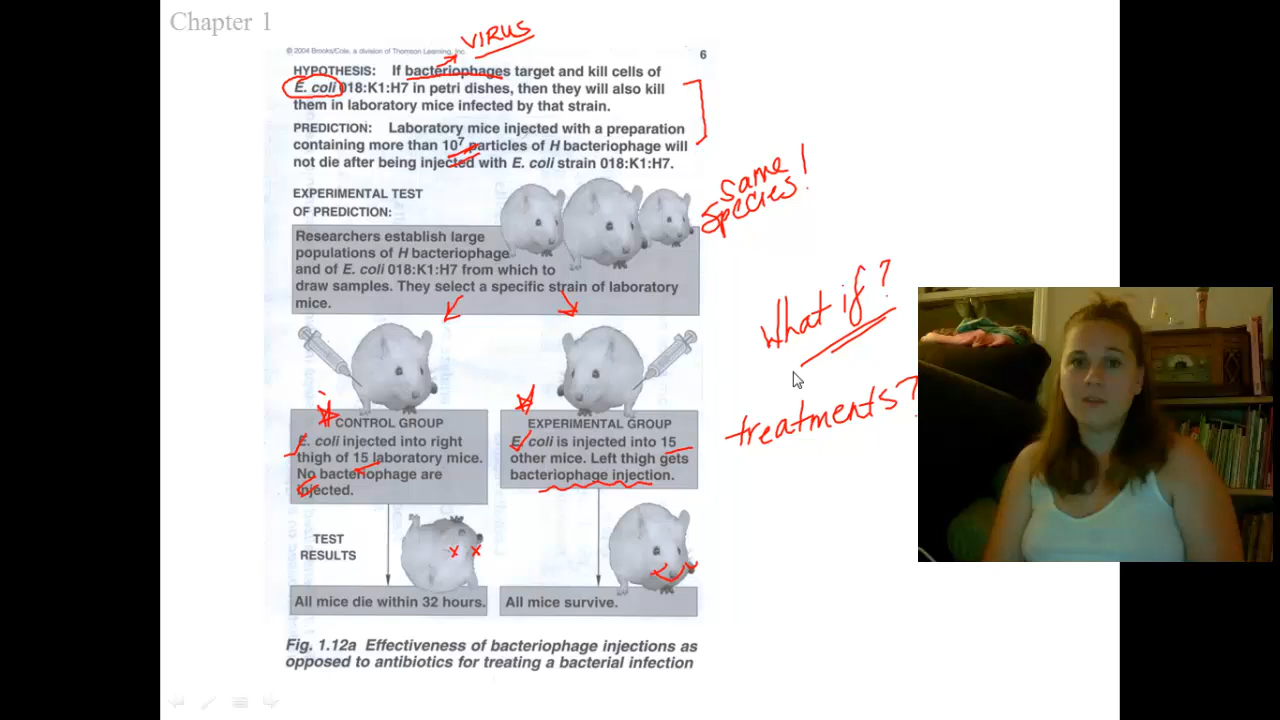 Chapter 1
VIRUS
© 2004 Brooks/Cole, a division of Thomson Learning, Inc.
6
HYPOTHESIS: If bacteriophages target and kill cells of
E. coli 018:K1:H7 in petri dishes, then they will also kill
them in laboratory mice infected by that strain.
PREDICTION: Laboratory mice injected with a preparation
containing more than 10⁷ particles of H bacteriophage will
not die after being injected with E. coli strain 018:K1:H7.
same !
species!
EXPERIMENTAL TEST
OF PREDICTION:
Researchers establish large
populations of H bacteriophage
and of E. coli 018:K1:H7 from which to
draw samples. They select a specific strain of laboratory
mice.
What if?
treatments?
CONTROL GROUP
E. coli injected into right
thigh of 15 laboratory mice.
No bacteriophage are
injected.
EXPERIMENTAL GROUP
E. coli is injected into 15
other mice. Left thigh gets
bacteriophage injection.
TEST
RESULTS
x x
All mice die within 32 hours.
All mice survive.
Fig. 1.12a Effectiveness of bacteriophage injections as
opposed to antibiotics for treating a bacterial infection